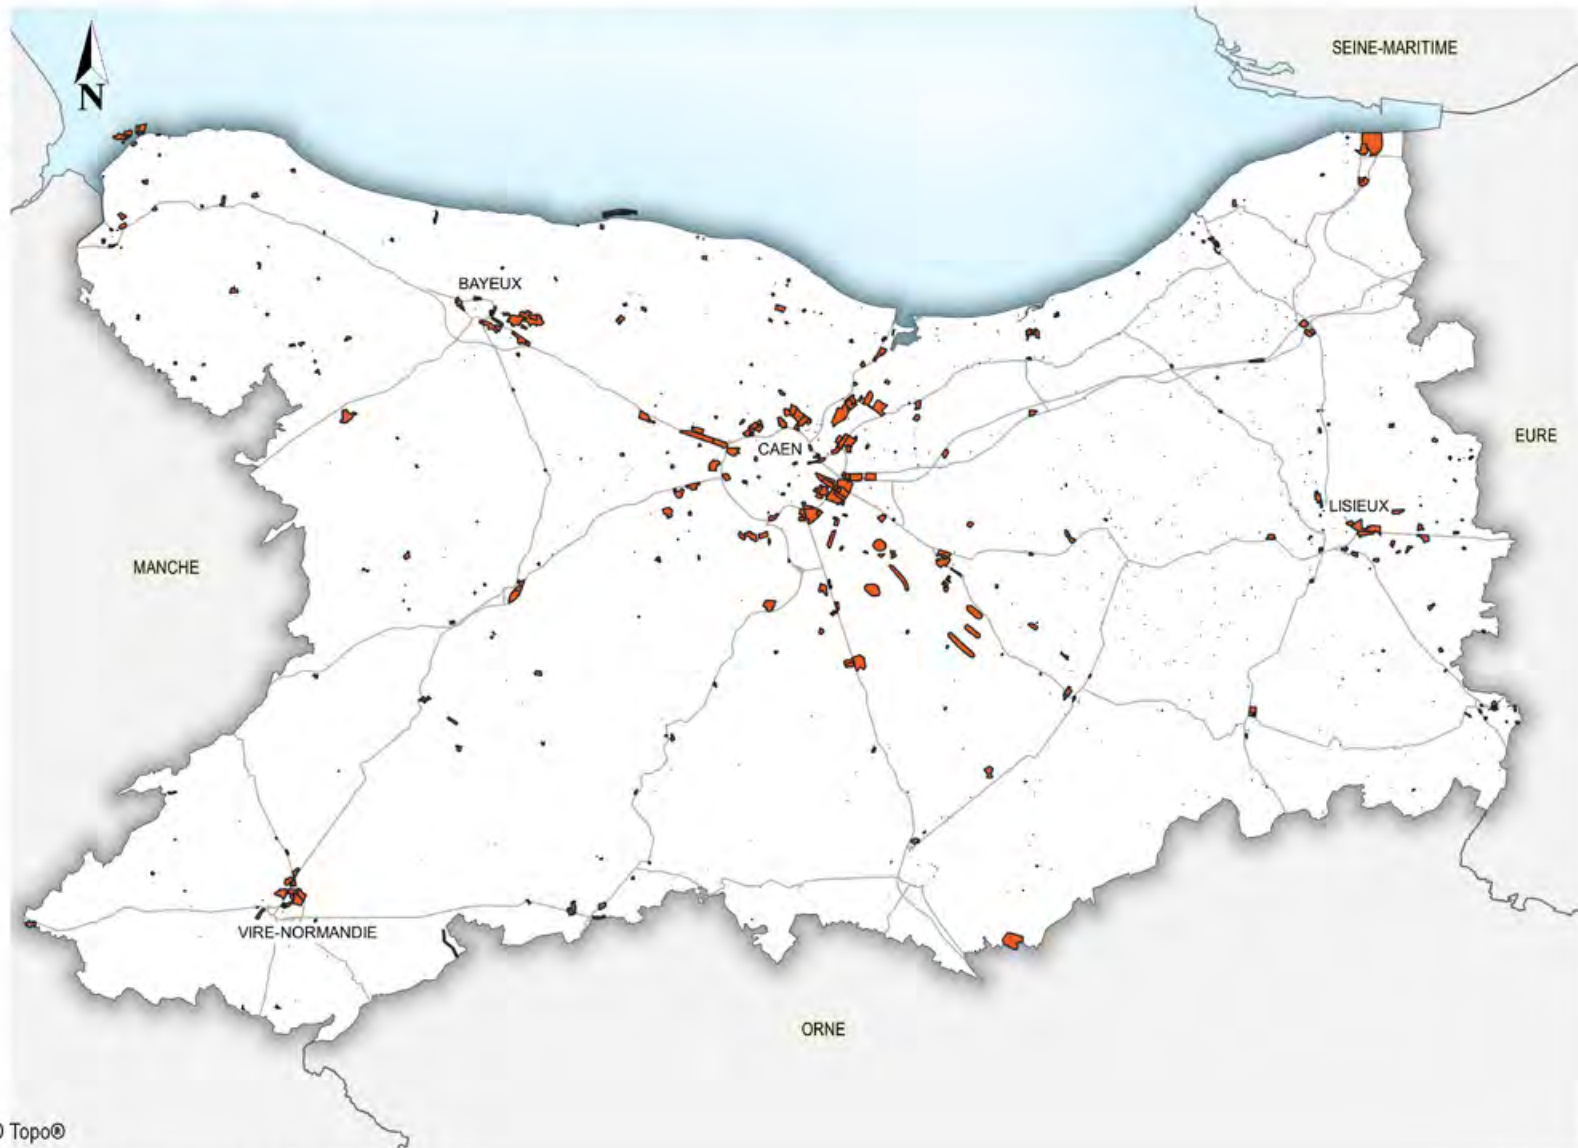 SEINE-MARITIME
N
BAYEUX
EURE
CAEN
LISIEUX
MANCHE
VIRE-NORMANDIE
ORNE
Topo®